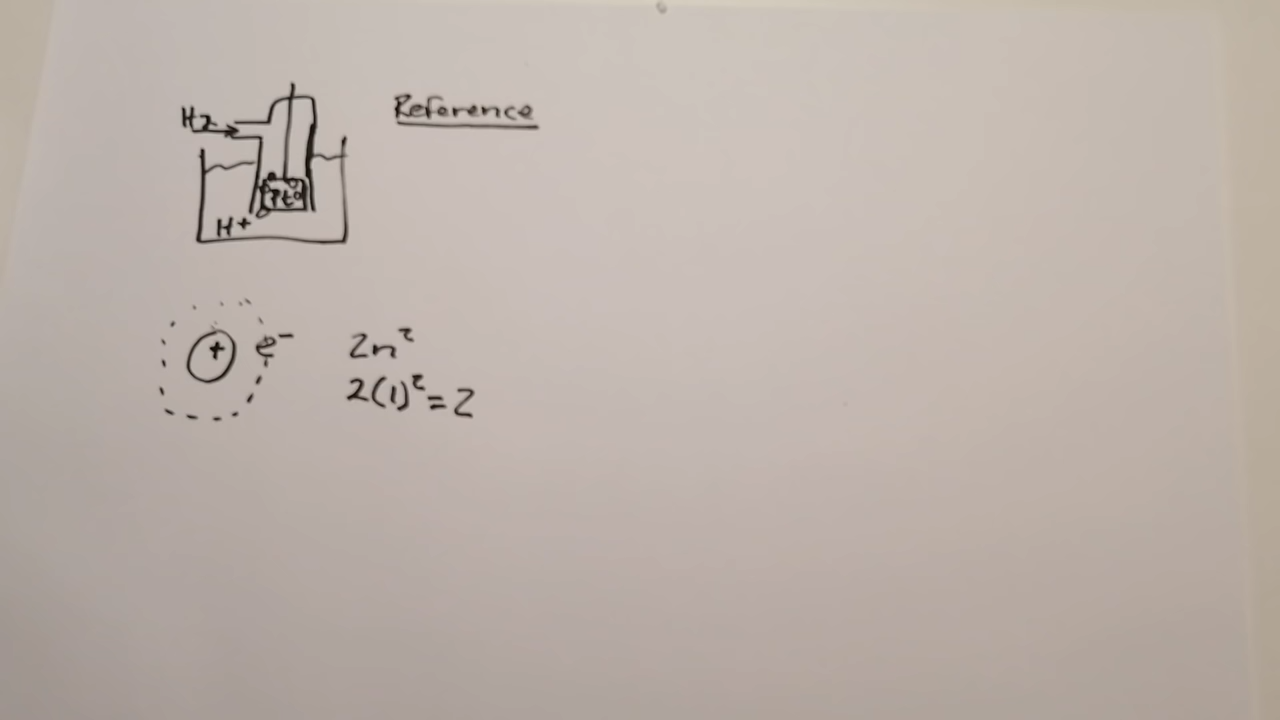 H2
Reference
Pt
H+
+ e⁻
2n²
2(1)² = 2